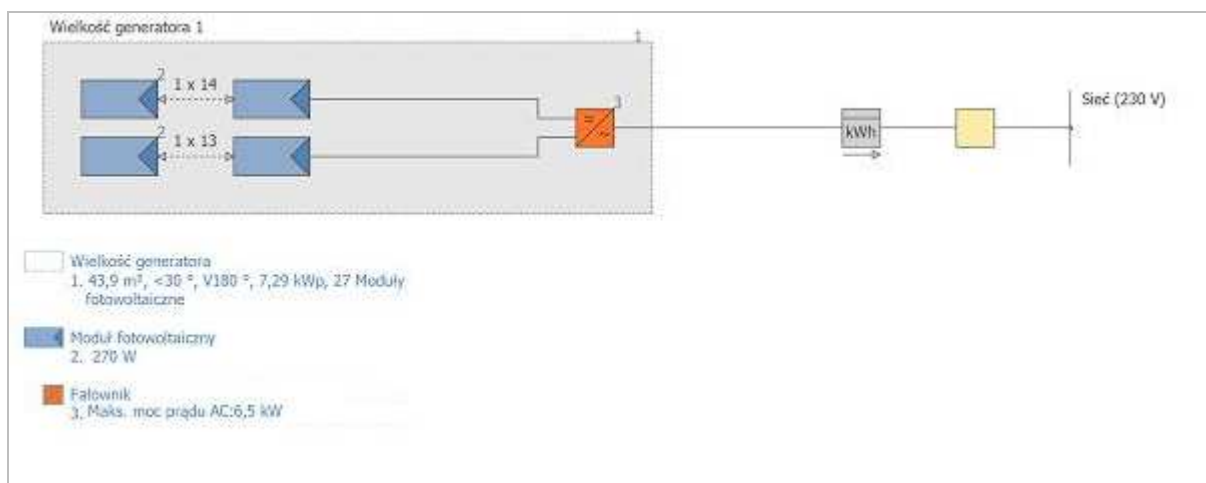 Wielkość generatora 1
1
2
1 x 14
3
Sieć (230 V)
2
1 x 13
kWh
Wielkość generatora
1. 43,9 m², <30 °, V180 °, 7,29 kWp, 27 Moduły
fotowoltaiczne
Moduł fotowoltaiczny
2. 270 W
Falownik
3. Maks. moc prądu AC:6,5 kW